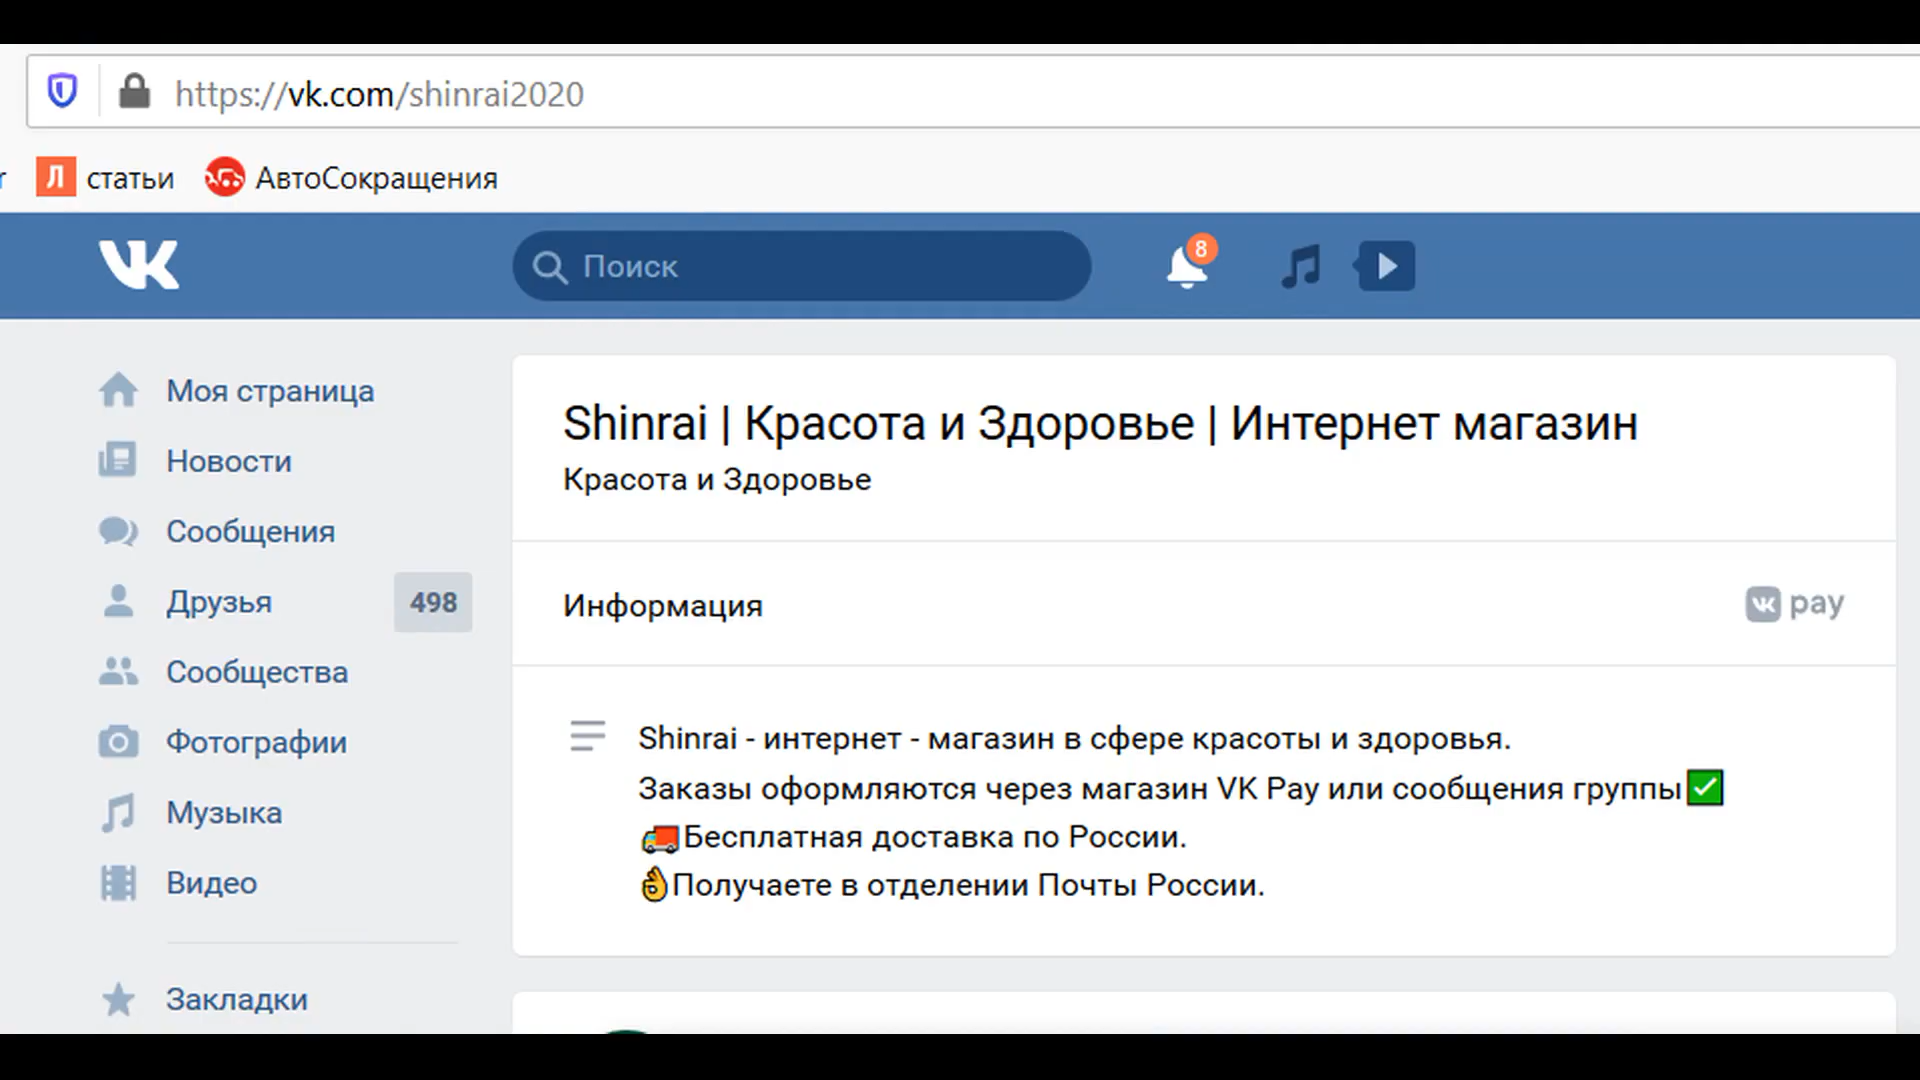 https://vk.com/shinrai2020
статьи АвтоСокращения
Поиск
8
Моя страница
Новости
Сообщения
Друзья 498
Сообщества
Фотографии
Музыка
Видео
Закладки
Shinrai | Красота и Здоровье | Интернет магазин
Красота и Здоровье
Информация
pay
Shinrai - интернет - магазин в сфере красоты и здоровья.
Заказы оформляются через магазин VK Pay или сообщения группы✅
🚚Бесплатная доставка по России.
👌Получаете в отделении Почты России.